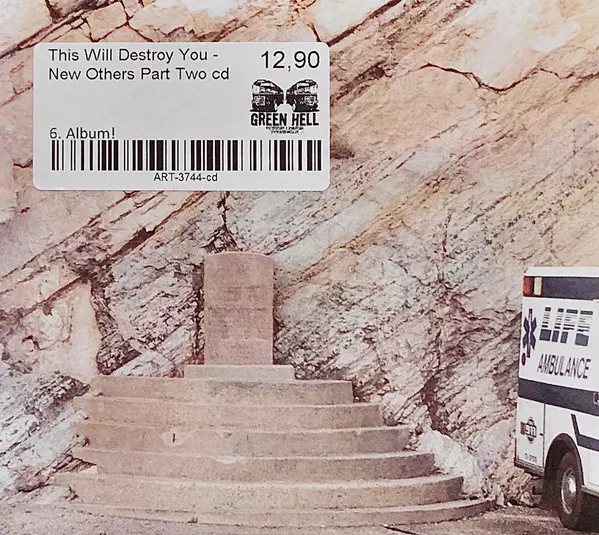 This Will Destroy You -
New Others Part Two cd
12,90
GREEN HELL
6. Album!
ART-3744-cd
LIFE
AMBULANCE